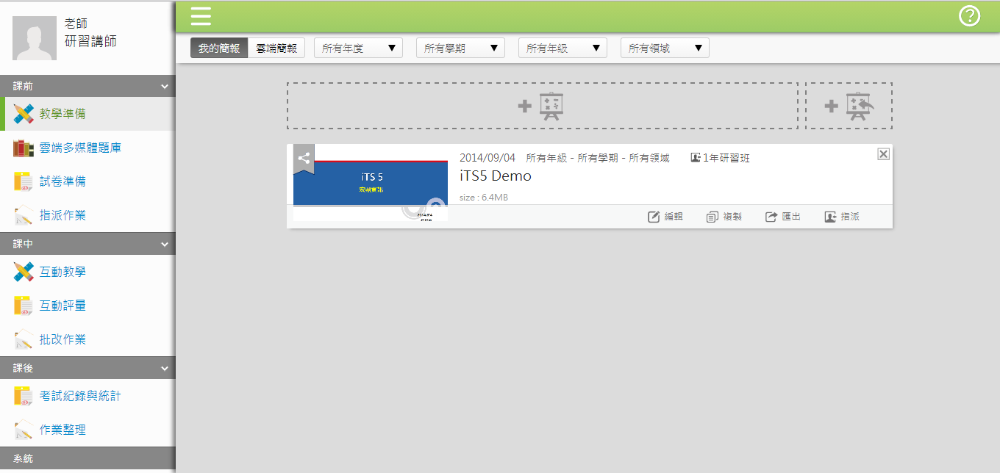 老師
研習講師
課前
教學準備
雲端多媒體題庫
試卷準備
指派作業
課中
互動教學
互動評量
批改作業
課後
考試紀錄與統計
作業整理
系統
我的簡報 雲端簡報 所有年度 所有學期 所有年級 所有領域
iTS 5
宏鼎資訊
2014/09/04 所有年級 - 所有學期 - 所有領域 1年研習班
iTS5 Demo
size : 6.4MB
編輯 複製 匯出 指派